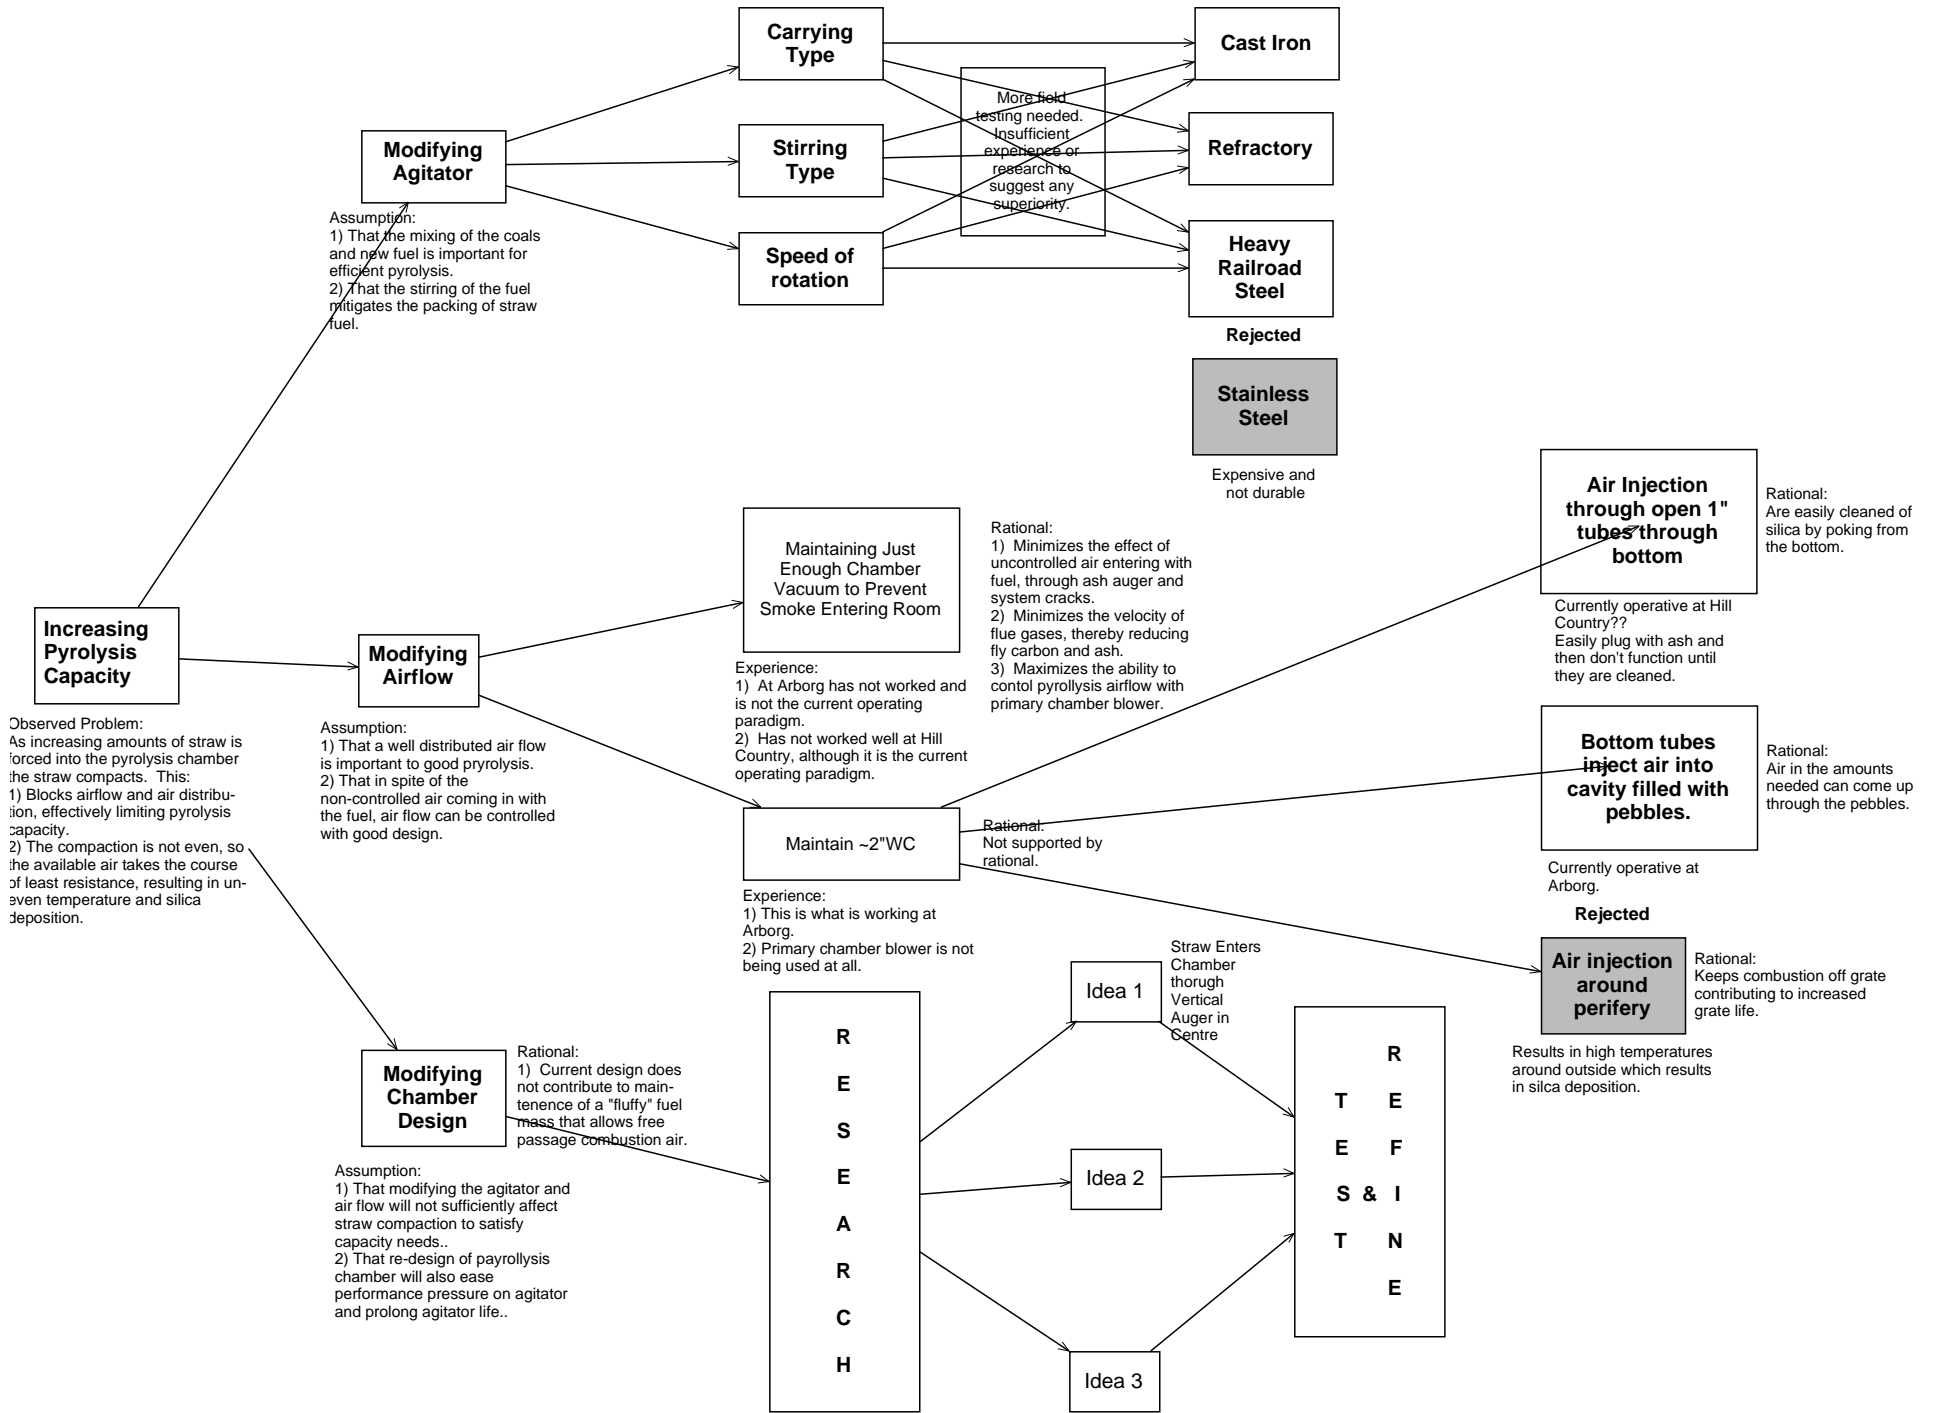 Carrying
Type
Cast Iron
More field
testing needed.
Insufficient
experience or
research to
suggest any
superiority.
Modifying
Agitator
Stirring
Type
Refractory
Assumption:
1) That the mixing of the coals
and new fuel is important for
efficient pyrolysis.
2) That the stirring of the fuel
mitigates the packing of straw
fuel.
Speed of
rotation
Heavy
Railroad
Steel
Rejected
Stainless
Steel
Expensive and
not durable
Air Injection
through open 1"
tubes through
bottom
Rational:
Are easily cleaned of
silica by poking from
the bottom.
Currently operative at Hill
Country??
Easily plug with ash and
then don't function until
they are cleaned.
Maintaining Just
Enough Chamber
Vacuum to Prevent
Smoke Entering Room
Rational:
1)  Minimizes the effect of
uncontrolled air entering with
fuel, through ash auger and
system cracks.
2)  Minimizes the velocity of
flue gases, thereby reducing
fly carbon and ash.
3)  Maximizes the ability to
contol pyrollysis airflow with
primary chamber blower.
Experience:
1)  At Arborg has not worked and
is not the current operating
paradigm.
2)  Has not worked well at Hill
Country, although it is the current
operating paradigm.
Increasing
Pyrolysis
Capacity
Modifying
Airflow
Observed Problem:
As increasing amounts of straw is
forced into the pyrolysis chamber
the straw compacts.  This:
1) Blocks airflow and air distribu-
tion, effectively limiting pyrolysis
capacity.
2) The compaction is not even, so
the available air takes the course
of least resistance, resulting in un-
even temperature and silica
deposition.
Assumption:
1) That a well distributed air flow
is important to good pryrolysis.
2) That in spite of the
non-controlled air coming in with
the fuel, air flow can be controlled
with good design.
Bottom tubes
inject air into
cavity filled with
pebbles.
Rational:
Air in the amounts
needed can come up
through the pebbles.
Currently operative at
Arborg.
Maintain ~2"WC
Rational:
Not supported by
rational.
Experience:
1) This is what is working at
Arborg.
2) Primary chamber blower is not
being used at all.
Rejected
Air injection
around
perifery
Rational:
Keeps combustion off grate
contributing to increased
grate life.
Results in high temperatures
around outside which results
in silca deposition.
Modifying
Chamber
Design
Rational:
1)  Current design does
not contribute to main-
tenence of a "fluffy" fuel
mass that allows free
passage combustion air.
Assumption:
1) That modifying the agitator and
air flow will not sufficiently affect
straw compaction to satisfy
capacity needs..
2) That re-design of payrollysis
chamber will also ease
performance pressure on agitator
and prolong agitator life..
R
E
S
E
A
R
C
H
Idea 1
Straw Enters
Chamber
thorugh
Vertical
Auger in
Centre
Idea 2
Idea 3
R
T E
E F
S & I
T N
E